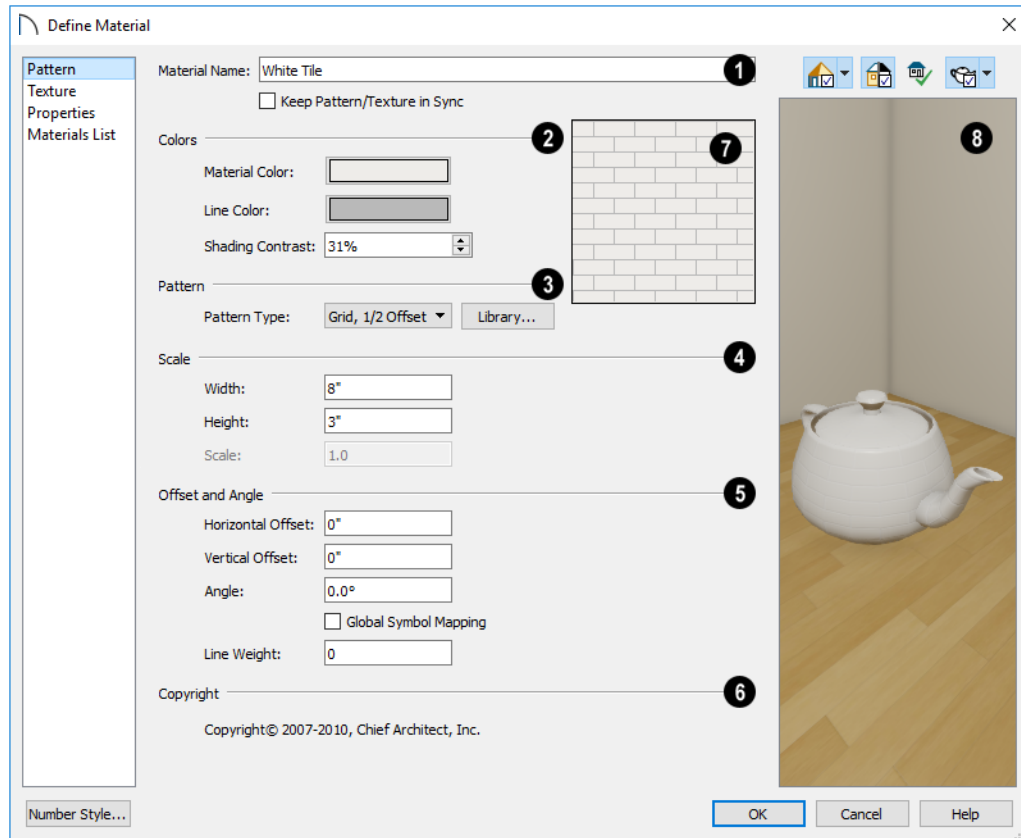 Define Material
Pattern
Texture
Properties
Materials List
Material Name: White Tile 1
Keep Pattern/Texture in Sync
Colors 2
Material Color:
Line Color:
Shading Contrast: 31%
Pattern 3
Pattern Type: Grid, 1/2 Offset Library...
7
8
Scale 4
Width: 8"
Height: 3"
Scale: 1.0
Offset and Angle 5
Horizontal Offset: 0"
Vertical Offset: 0"
Angle: 0.0°
Global Symbol Mapping
Line Weight: 0
Copyright 6
Copyright© 2007-2010, Chief Architect, Inc.
Number Style... OK Cancel Help